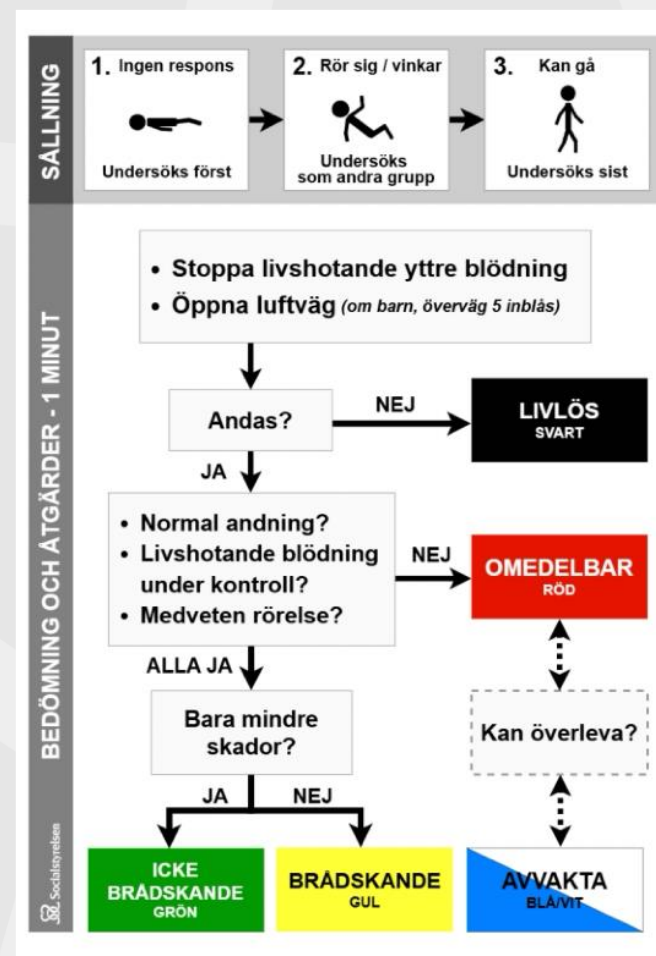 SÅLLNING
1. Ingen respons
Undersöks först
2. Rör sig / vinkar
Undersöks
som andra grupp
3. Kan gå
Undersöks sist
BEDÖMNING OCH ÅTGÄRDER - 1 MINUT
• Stoppa livshotande yttre blödning
• Öppna luftväg (om barn, överväg 5 inblås)
Andas?
NEJ
LIVLÖS
SVART
JA
• Normal andning?
• Livshotande blödning
under kontroll?
• Medveten rörelse?
NEJ
OMEDELBAR
RÖD
ALLA JA
Bara mindre
skador?
Kan överleva?
JA
NEJ
ICKE
BRÅDSKANDE
GRÖN
BRÅDSKANDE
GUL
AVVAKTA
BLÅ/VIT
Socialstyrelsen